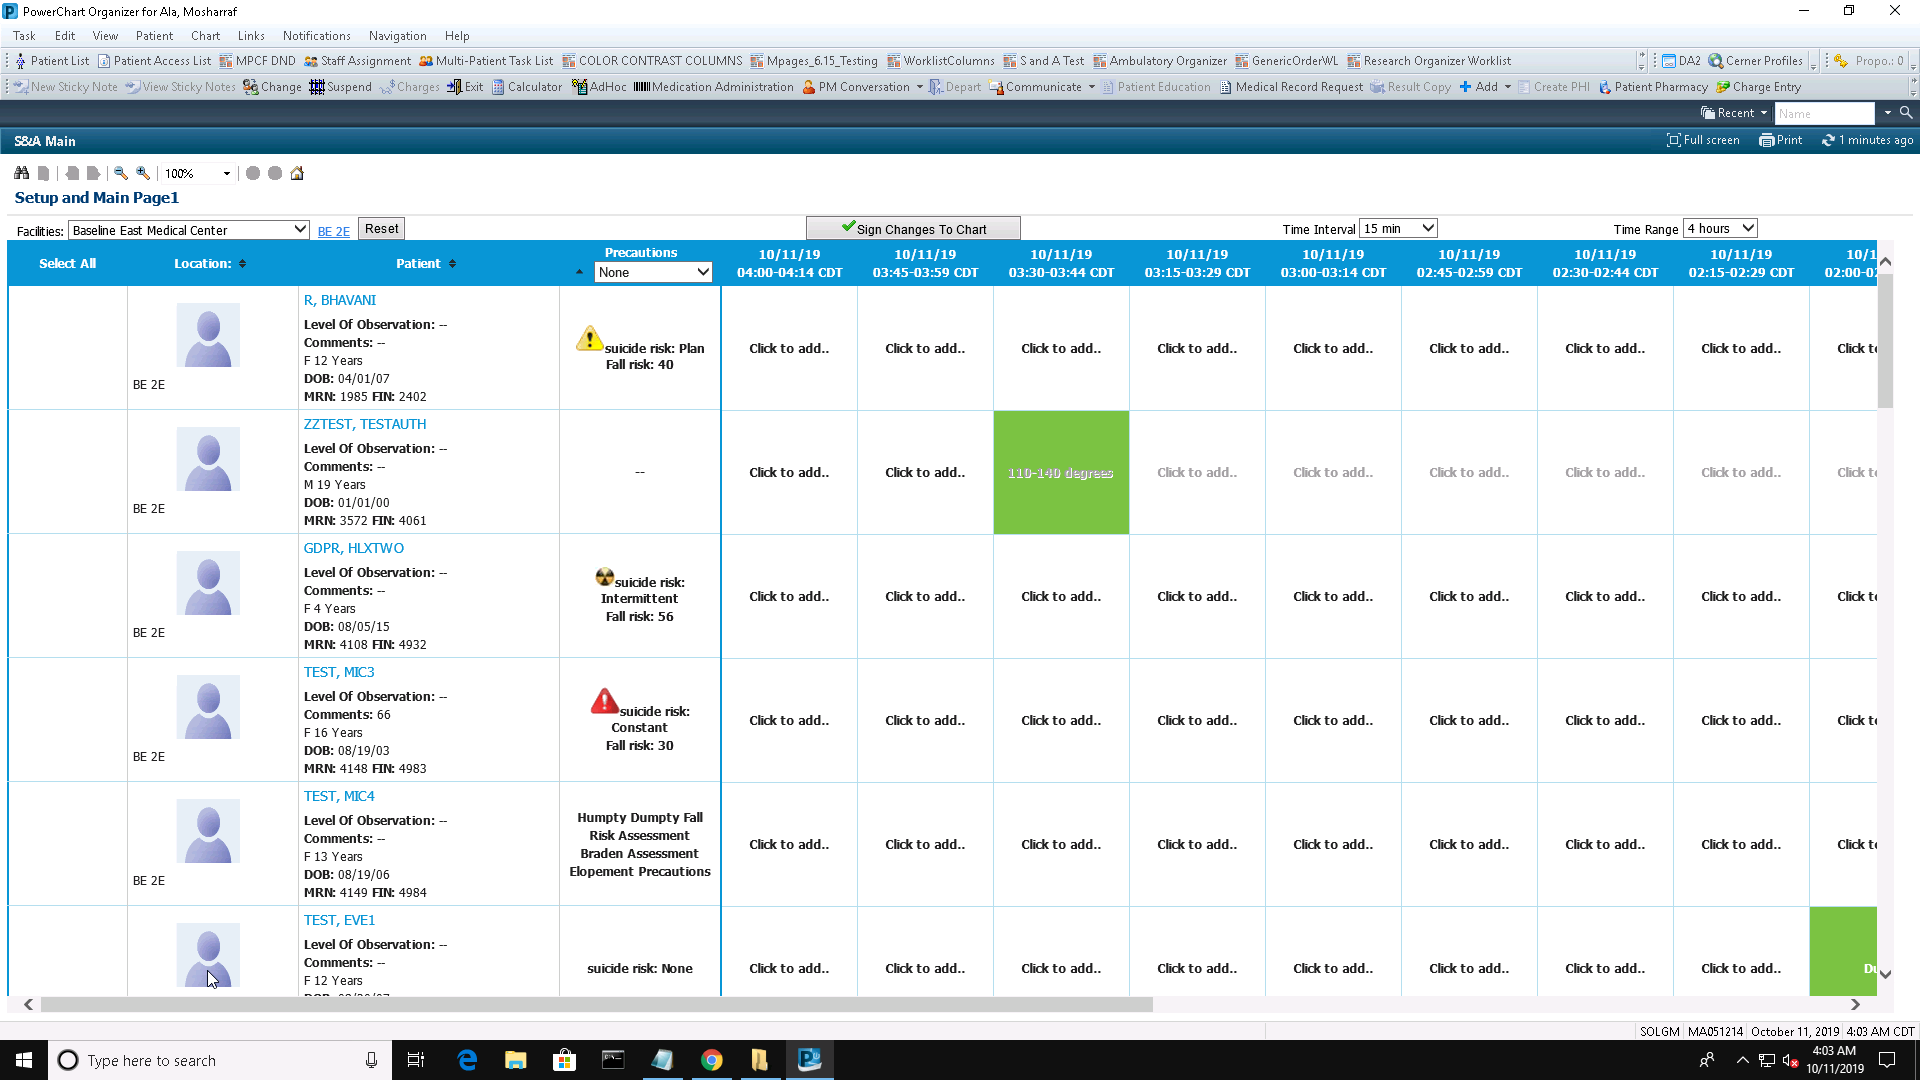 PowerChart Organizer for Ala, Mosharraf
Task Edit View Patient Chart Links Notifications Navigation Help
Patient List Patient Access List MPCF DND Staff Assignment Multi-Patient Task List COLOR CONTRAST COLUMNS Mpages_6.15_Testing WorklistColumns S and A Test Ambulatory Organizer GenericOrderWL Research Organizer Worklist DA2 Cerner Profiles Propo.: 0
New Sticky Note View Sticky Notes Change Suspend Charges Exit Calculator AdHoc Medication Administration PM Conversation Depart Communicate Patient Education Medical Record Request Result Copy Add Create PHI Patient Pharmacy Charge Entry
Recent Name
S&A Main Full screen Print 1 minutes ago
100%
Setup and Main Page1
Facilities: Baseline East Medical Center BE 2E Reset Sign Changes To Chart Time Interval 15 min Time Range 4 hours
Select All Location: Patient Precautions None
10/11/19 04:00-04:14 CDT
10/11/19 03:45-03:59 CDT
10/11/19 03:30-03:44 CDT
10/11/19 03:15-03:29 CDT
10/11/19 03:00-03:14 CDT
10/11/19 02:45-02:59 CDT
10/11/19 02:30-02:44 CDT
10/11/19 02:15-02:29 CDT
BE 2E
R, BHAVANI
Level Of Observation: --
Comments: --
F 12 Years
DOB: 04/01/07
MRN: 1985 FIN: 2402
suicide risk: Plan
Fall risk: 40
Click to add.. Click to add.. Click to add.. Click to add.. Click to add.. Click to add.. Click to add.. Click to add..
BE 2E
ZZTEST, TESTAUTH
Level Of Observation: --
Comments: --
M 19 Years
DOB: 01/01/00
MRN: 3572 FIN: 4061
--
Click to add.. Click to add.. 110-140 degrees Click to add.. Click to add.. Click to add.. Click to add.. Click to add..
BE 2E
GDPR, HLXTWO
Level Of Observation: --
Comments: --
F 4 Years
DOB: 08/05/15
MRN: 4108 FIN: 4932
suicide risk:
Intermittent
Fall risk: 56
Click to add.. Click to add.. Click to add.. Click to add.. Click to add.. Click to add.. Click to add.. Click to add..
BE 2E
TEST, MIC3
Level Of Observation: --
Comments: 66
F 16 Years
DOB: 08/19/03
MRN: 4148 FIN: 4983
suicide risk:
Constant
Fall risk: 30
Click to add.. Click to add.. Click to add.. Click to add.. Click to add.. Click to add.. Click to add.. Click to add..
BE 2E
TEST, MIC4
Level Of Observation: --
Comments: --
F 13 Years
DOB: 08/19/06
MRN: 4149 FIN: 4984
Humpty Dumpty Fall
Risk Assessment
Braden Assessment
Elopement Precautions
Click to add.. Click to add.. Click to add.. Click to add.. Click to add.. Click to add.. Click to add.. Click to add..
TEST, EVE1
Level Of Observation: --
Comments: --
F 12 Years
suicide risk: None
Click to add.. Click to add.. Click to add.. Click to add.. Click to add.. Click to add.. Click to add.. Click to add..
SOLGM MA051214 October 11, 2019 4:03 AM CDT
Type here to search
4:03 AM
10/11/2019